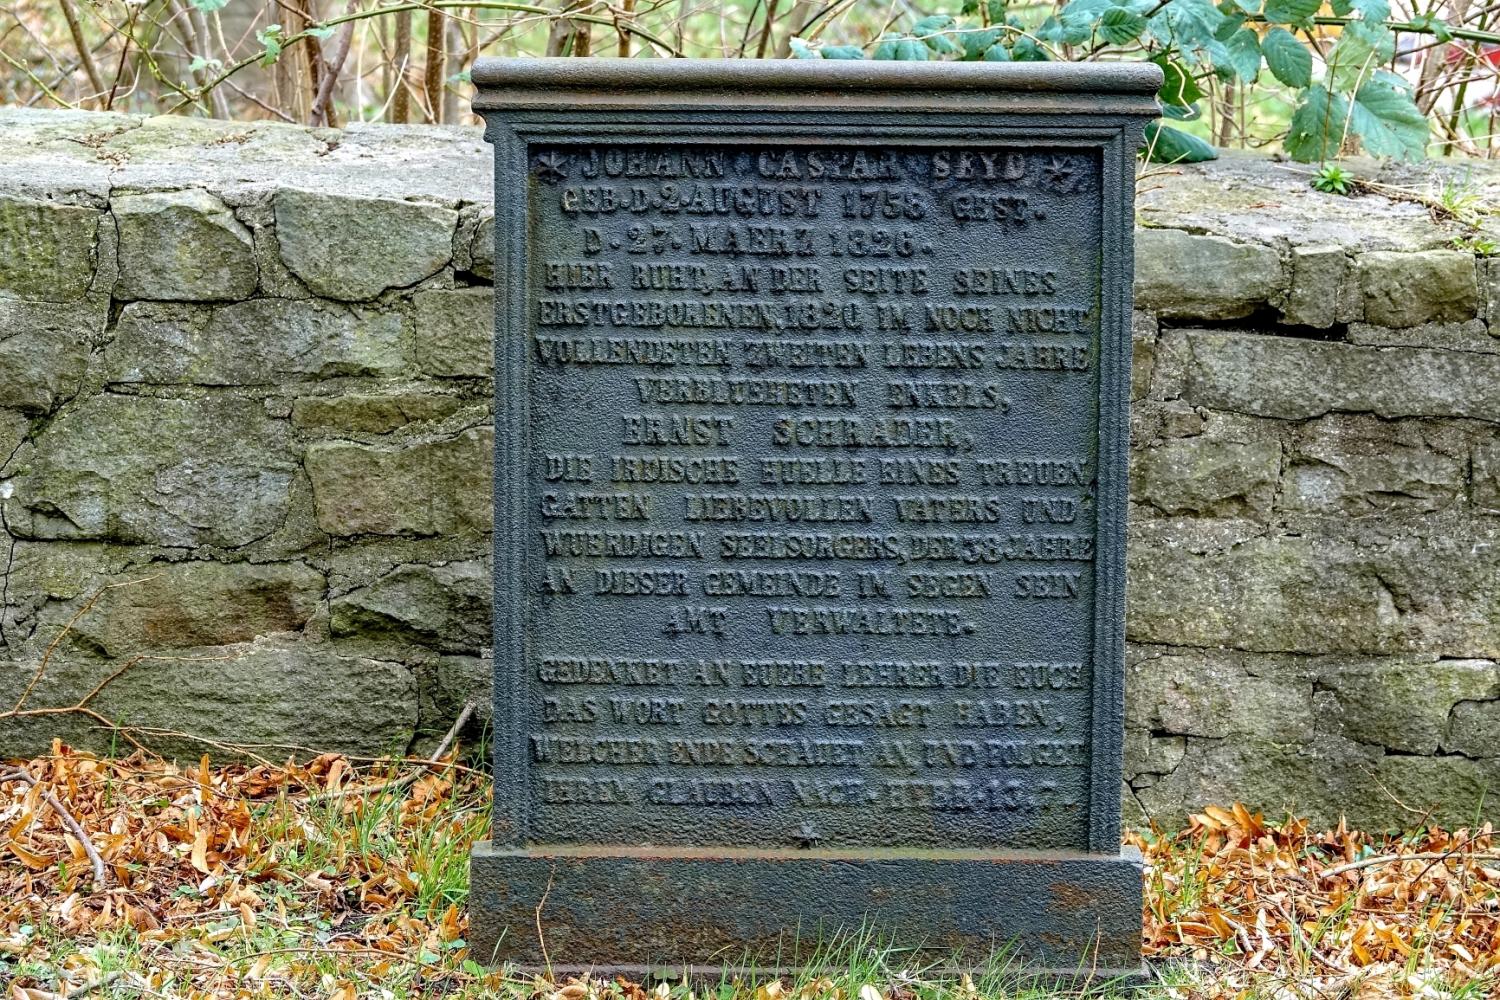 JOHANN CASPAR SEYD
GEB.D.2.AUGUST 1758 GEST.
D.27.MAERZ 1826.
HIER RUHT, AN DER SEITE SEINES
ERSTGEBORENEN, 1820 IM NOCH NICHT
VOLLENDETEN ZWEITEN LEBENS JAHRE
VERBLUEHETEN ENKELS,
ERNST SCHRADER,
DIE IRDISCHE HUELLE EINES TREUEN
GATTEN LIEBEVOLLEN VATERS UND
WUERDIGEN SEELSORGERS, DER 38 JAHRE
AN DIESER GEMEINDE IM SEGEN SEIN
AMT VERWALTETE.
GEDENKET AN EUERE LEHRER DIE EUCH
DAS WORT GOTTES GESAGT HABEN,
WELCHER ENDE SCHAUET AN, UND FOLGET
IHREM GLAUBEN NACH. HEBR. 13. 7.